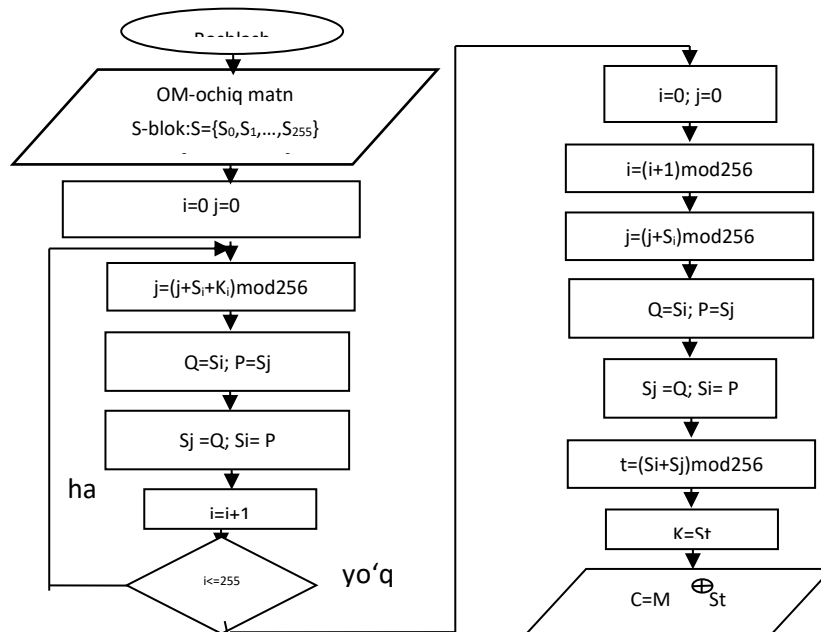 OM-ochiq matn
S-blok:S={S₀,S₁,…,S₂₅₅}
i=0 j=0
j=(j+Sᵢ+Kᵢ)mod256
Q=Si; P=Sj
Sj =Q; Si= P
ha
i=i+1
i<=255
yo‘q
i=0; j=0
i=(i+1)mod256
j=(j+Sᵢ)mod256
Q=Si; P=Sj
Sj =Q; Si= P
t=(Si+Sj)mod256
K=St
C=M ⊕ St